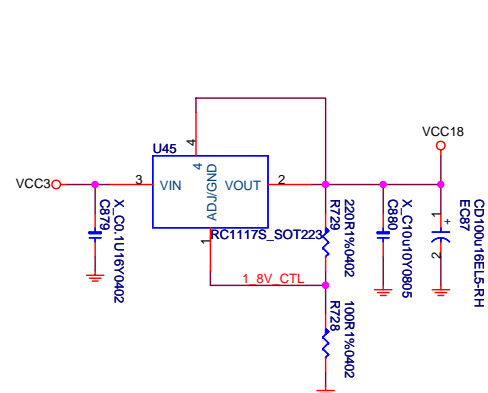 VCC18
U45
4
4
VCC3
3
VIN
VOUT
2
ADJ/GND
1
RC1117S_SOT223
1_8V_CTL
X_C0.1U16Y0402
C879
220R1%0402
R729
100R1%0402
R728
X_C10u10Y0805
C880
1
+
2
CD100u16EL5-RH
EC87